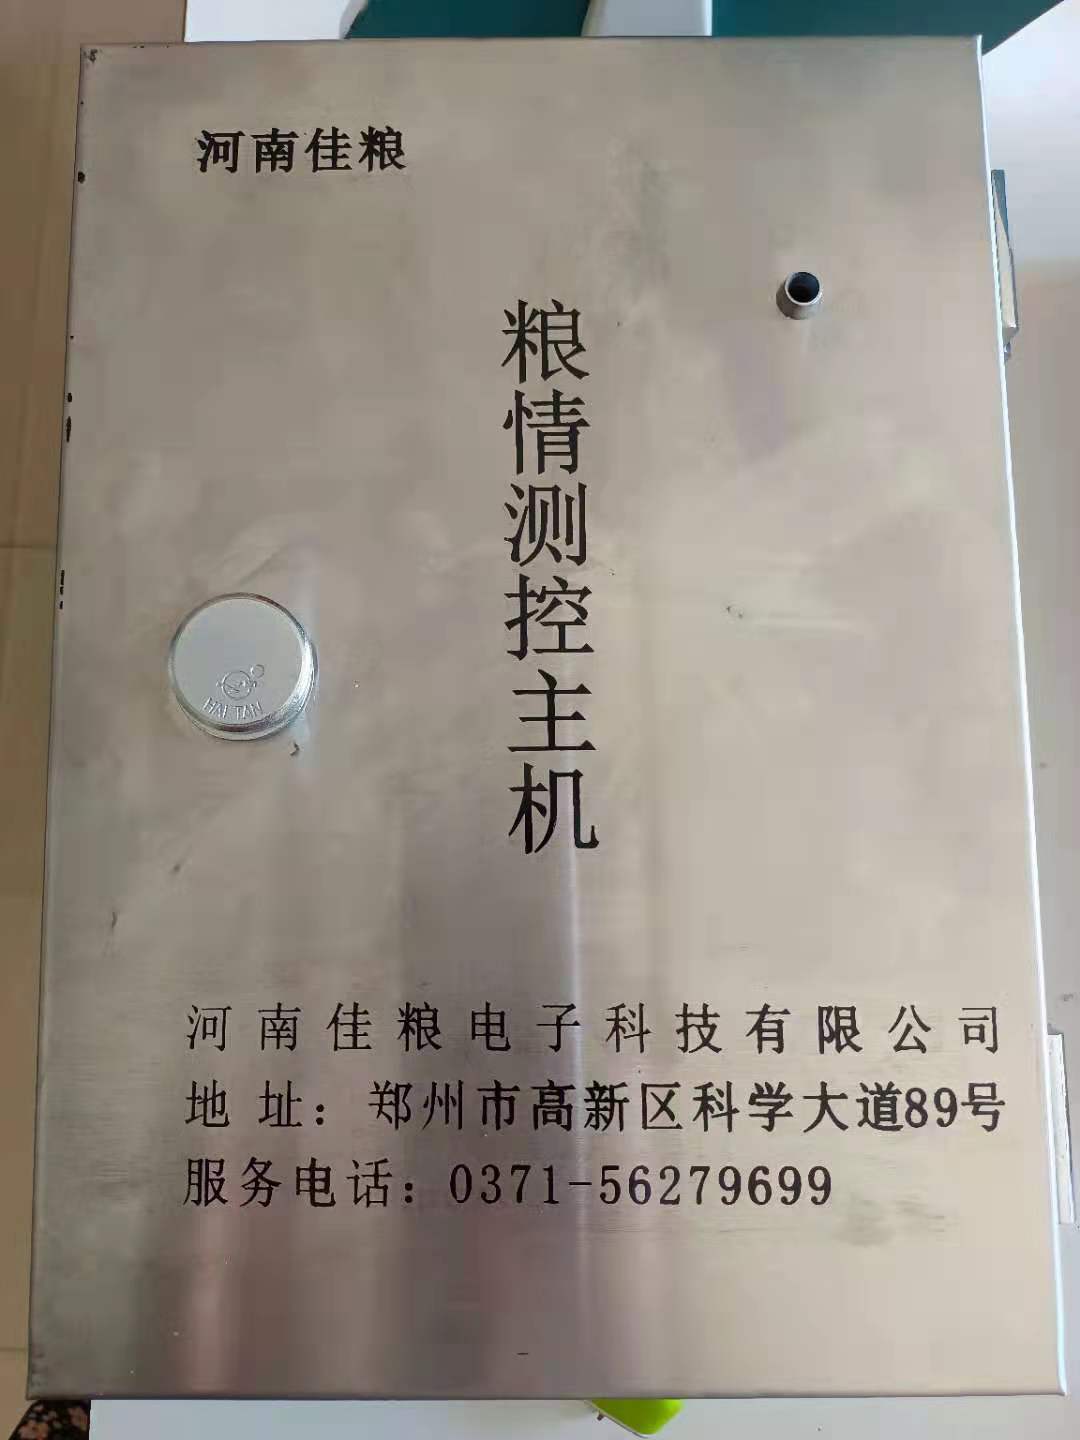 河南佳粮
粮情测控主机
HAI TAN
河南佳粮电子科技有限公司
地址：郑州市高新区科学大道89号
服务电话：0371-56279699